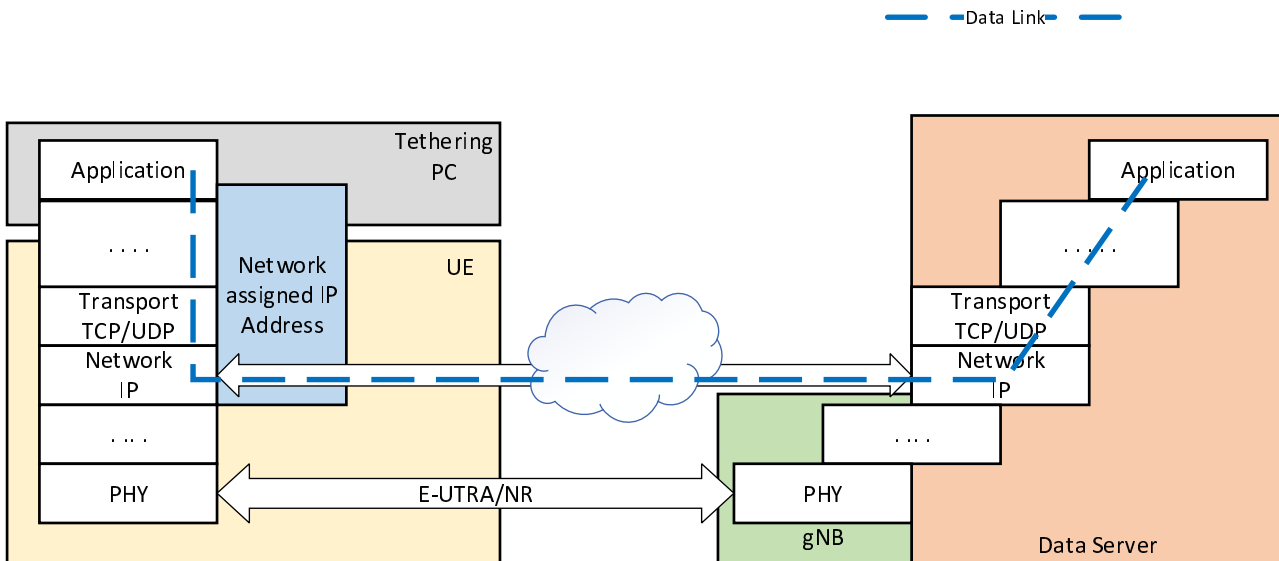 Data Link
Tethering
PC
Application
. . . .
UE
Network
assigned IP
Address
Transport
TCP/UDP
Network
IP
. . . .
PHY
E-UTRA/NR
Application
. . . . .
Transport
TCP/UDP
Network
IP
. . . .
PHY
gNB
Data Server